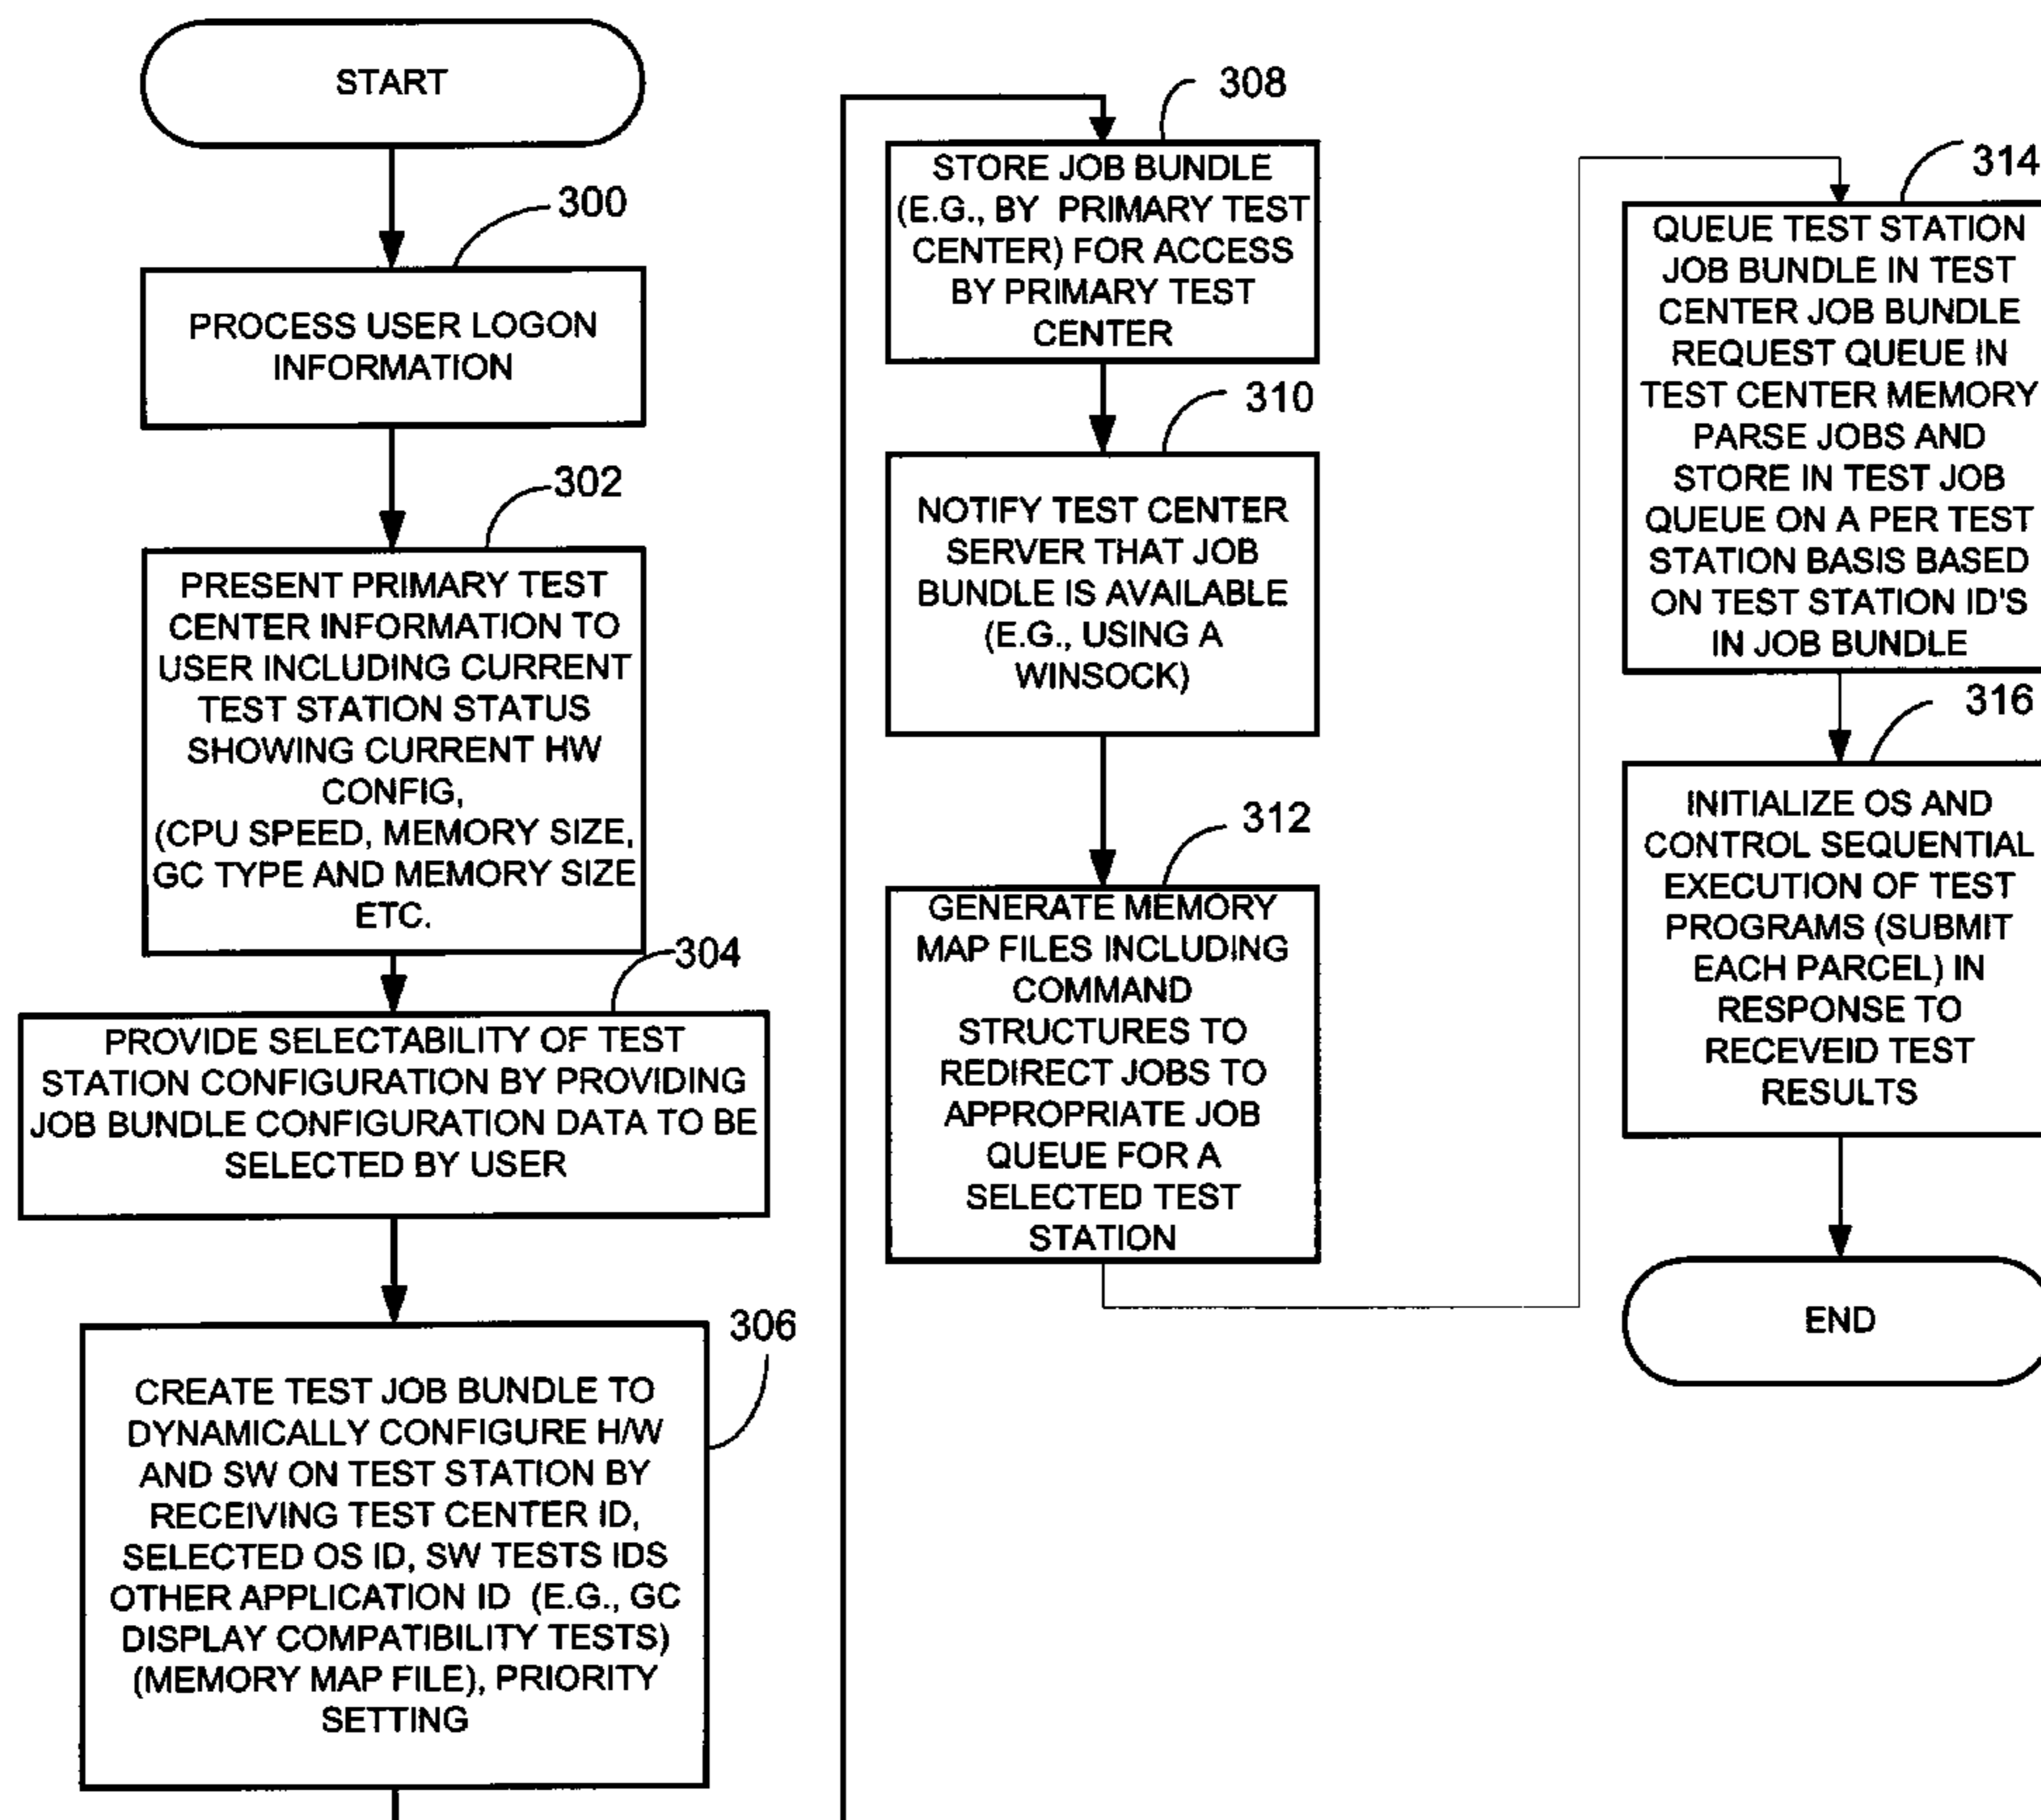 START
300
PROCESS USER LOGON
INFORMATION
302
PRESENT PRIMARY TEST
CENTER INFORMATION TO
USER INCLUDING CURRENT
TEST STATION STATUS
SHOWING CURRENT HW
CONFIG,
(CPU SPEED, MEMORY SIZE,
GC TYPE AND MEMORY SIZE
ETC.
304
PROVIDE SELECTABILITY OF TEST
STATION CONFIGURATION BY PROVIDING
JOB BUNDLE CONFIGURATION DATA TO BE
SELECTED BY USER
306
CREATE TEST JOB BUNDLE TO
DYNAMICALLY CONFIGURE H/W
AND SW ON TEST STATION BY
RECEIVING TEST CENTER ID,
SELECTED OS ID, SW TESTS IDS
OTHER APPLICATION ID (E.G., GC
DISPLAY COMPATIBILITY TESTS)
(MEMORY MAP FILE), PRIORITY
SETTING
308
STORE JOB BUNDLE
(E.G., BY PRIMARY TEST
CENTER) FOR ACCESS
BY PRIMARY TEST
CENTER
310
NOTIFY TEST CENTER
SERVER THAT JOB
BUNDLE IS AVAILABLE
(E.G., USING A
WINSOCK)
312
GENERATE MEMORY
MAP FILES INCLUDING
COMMAND
STRUCTURES TO
REDIRECT JOBS TO
APPROPRIATE JOB
QUEUE FOR A
SELECTED TEST
STATION
314
QUEUE TEST STATION
JOB BUNDLE IN TEST
CENTER JOB BUNDLE
REQUEST QUEUE IN
TEST CENTER MEMORY
PARSE JOBS AND
STORE IN TEST JOB
QUEUE ON A PER TEST
STATION BASIS BASED
ON TEST STATION ID'S
IN JOB BUNDLE
316
INITIALIZE OS AND
CONTROL SEQUENTIAL
EXECUTION OF TEST
PROGRAMS (SUBMIT
EACH PARCEL) IN
RESPONSE TO
RECEVEID TEST
RESULTS
END